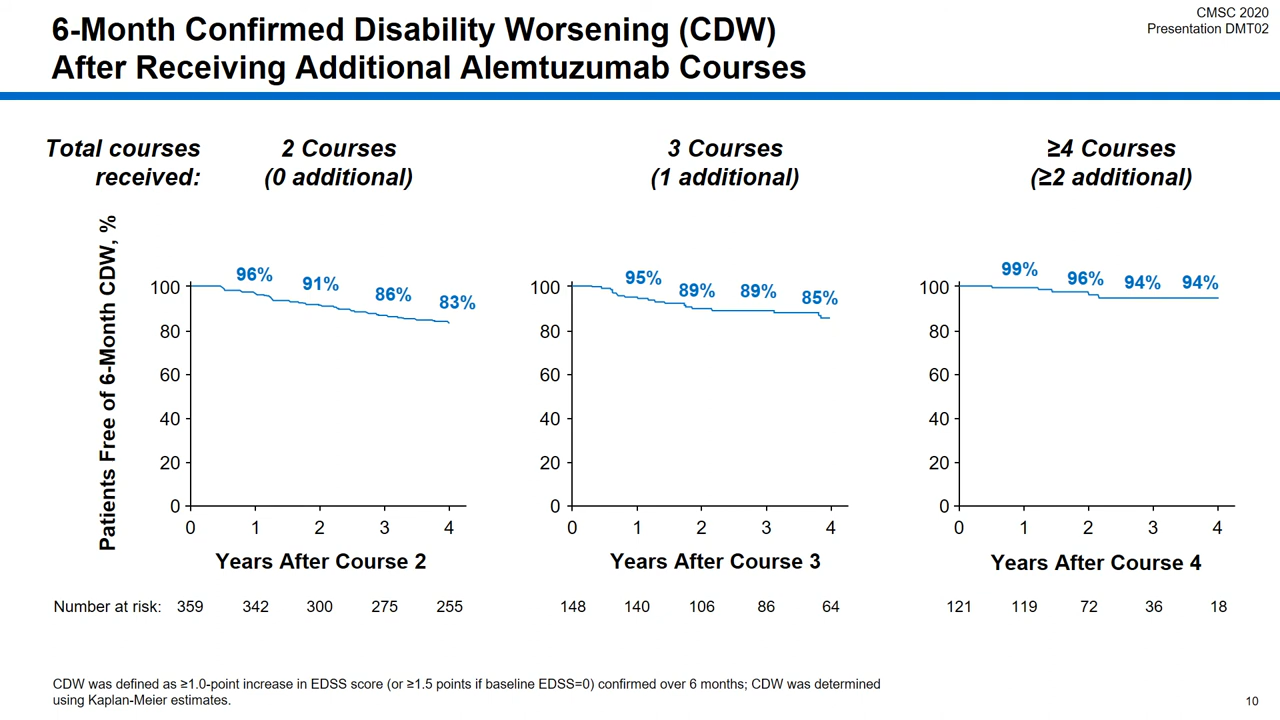 CMSC 2020
Presentation DMT02
6-Month Confirmed Disability Worsening (CDW)
After Receiving Additional Alemtuzumab Courses
Total courses
received:
2 Courses
(0 additional)
3 Courses
(1 additional)
≥4 Courses
(≥2 additional)
Patients Free of 6-Month CDW, %
100
80
60
40
20
0
96%
91%
86%
83%
0 1 2 3 4
Years After Course 2
100
80
60
40
20
0
95%
89%
89%
85%
0 1 2 3 4
Years After Course 3
100
80
60
40
20
0
99%
96%
94%
94%
0 1 2 3 4
Years After Course 4
Number at risk: 359 342 300 275 255 148 140 106 86 64 121 119 72 36 18
CDW was defined as ≥1.0-point increase in EDSS score (or ≥1.5 points if baseline EDSS=0) confirmed over 6 months; CDW was determined
using Kaplan-Meier estimates.
10